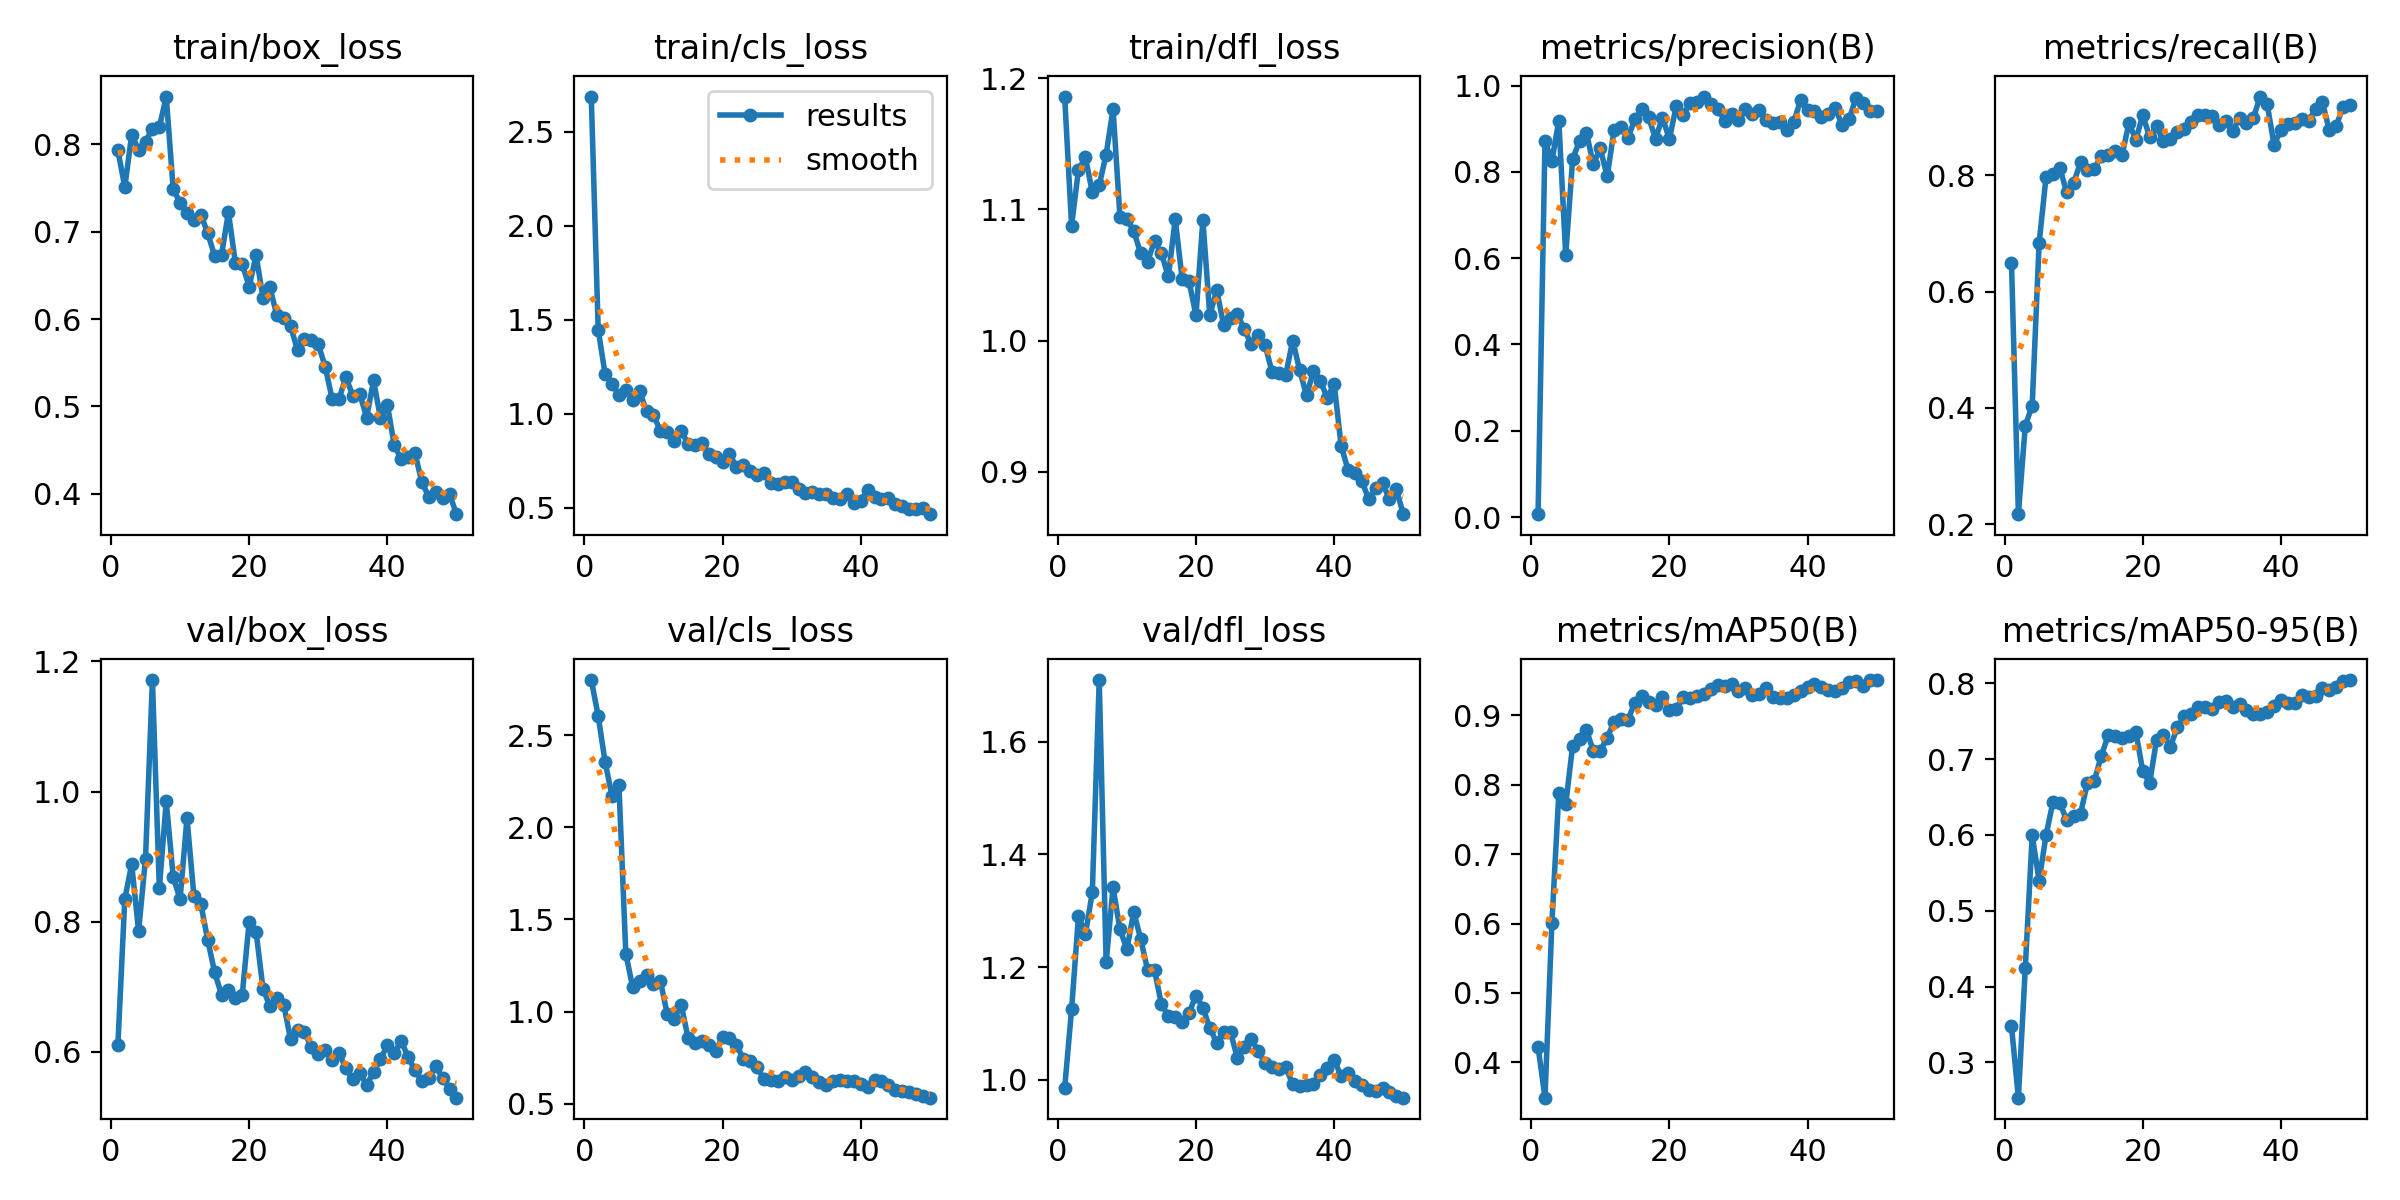 train/box_loss
0.8
0.7
0.6
0.5
0.4
0 20 40
train/cls_loss
results
smooth
2.5
2.0
1.5
1.0
0.5
0 20 40
train/dfl_loss
1.2
1.1
1.0
0.9
0 20 40
metrics/precision(B)
1.0
0.8
0.6
0.4
0.2
0.0
0 20 40
metrics/recall(B)
0.8
0.6
0.4
0.2
0 20 40
val/box_loss
1.2
1.0
0.8
0.6
0 20 40
val/cls_loss
2.5
2.0
1.5
1.0
0.5
0 20 40
val/dfl_loss
1.6
1.4
1.2
1.0
0 20 40
metrics/mAP50(B)
0.9
0.8
0.7
0.6
0.5
0.4
0 20 40
metrics/mAP50-95(B)
0.8
0.7
0.6
0.5
0.4
0.3
0 20 40